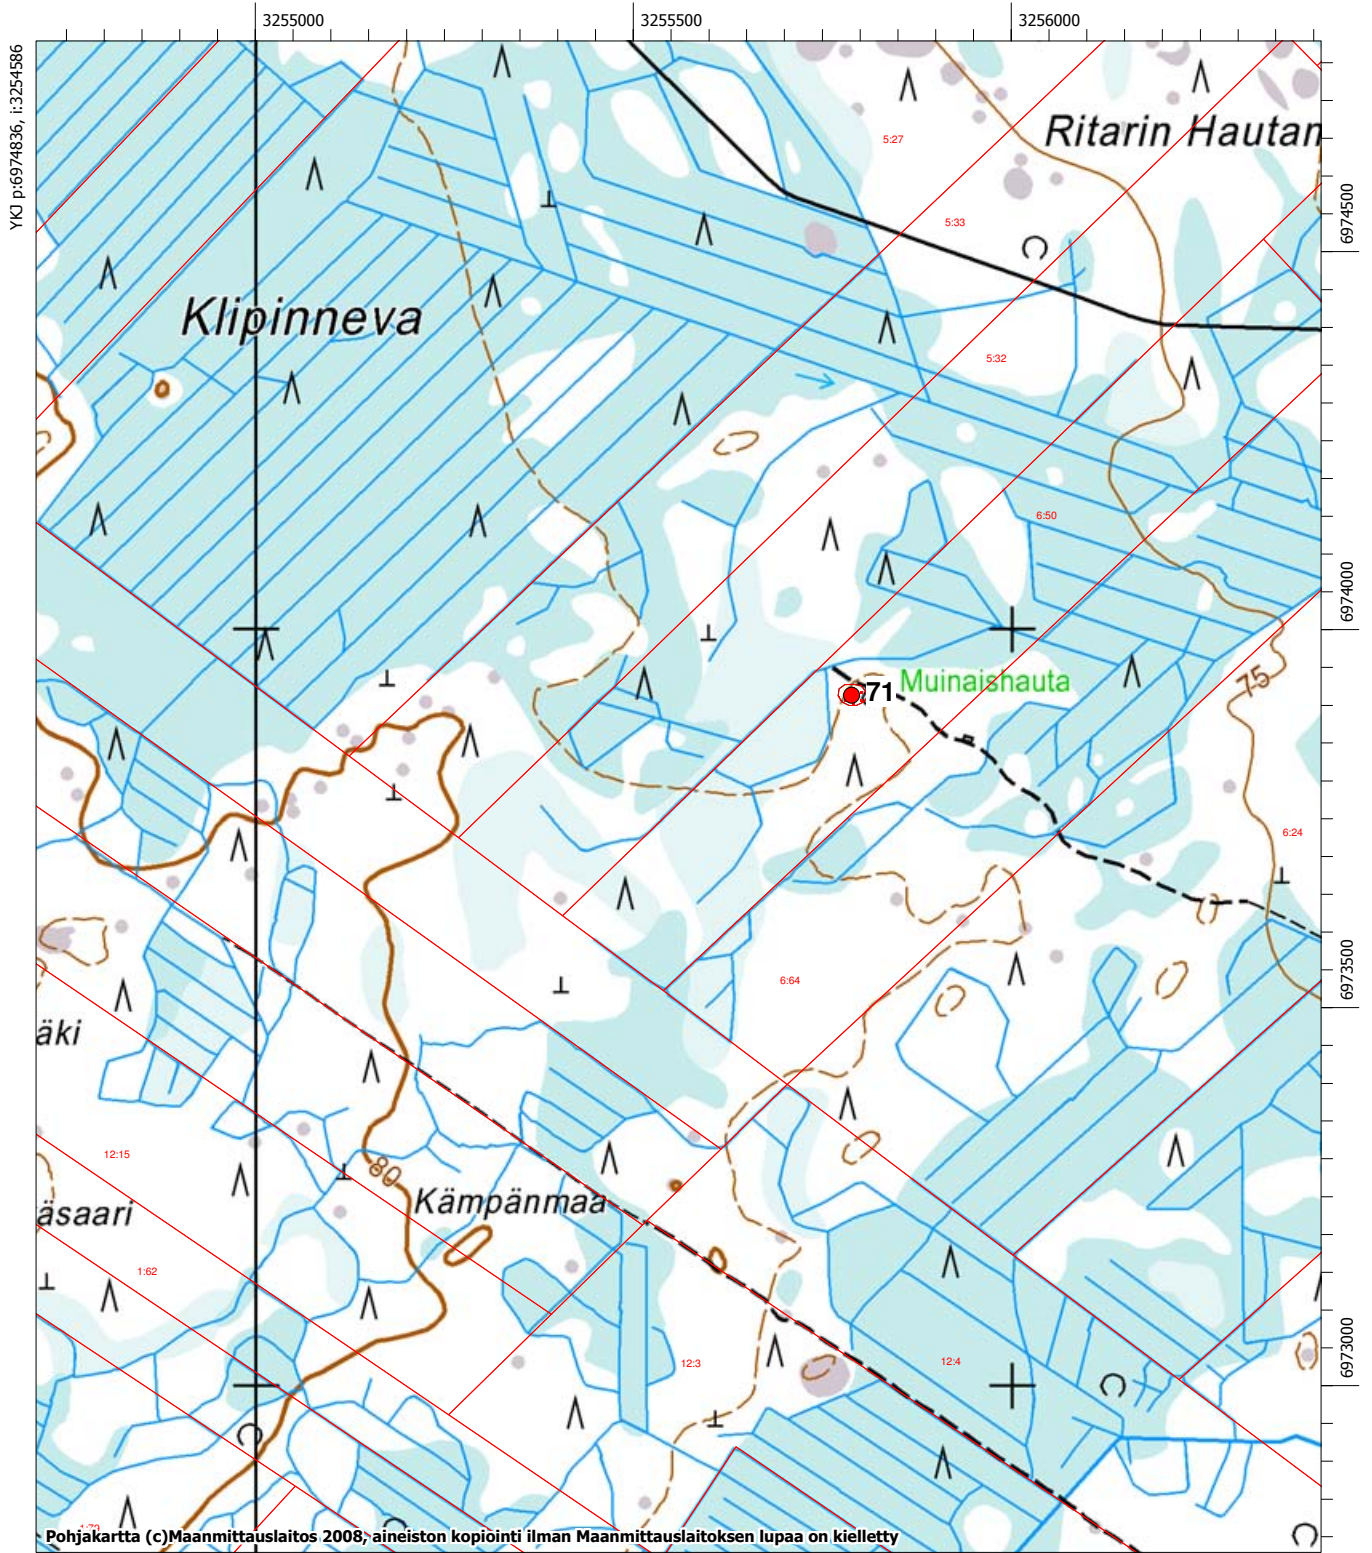 3255000
3255500
3256000
YKJ p:6974836, i:3254586
5:27
Ritarin Hautan
6974500
5:33
Klipinneva
5:32
6:50
6974000
Muinaishauta
71
75
6:24
6973500
6:64
äki
12:15
80
Kämpänmaa
äsaari
1:62
6973000
12:3
12:4
Pohjakartta (c)Maanmittauslaitos 2008, aineiston kopiointi ilman Maanmittauslaitoksen lupaa on kielletty